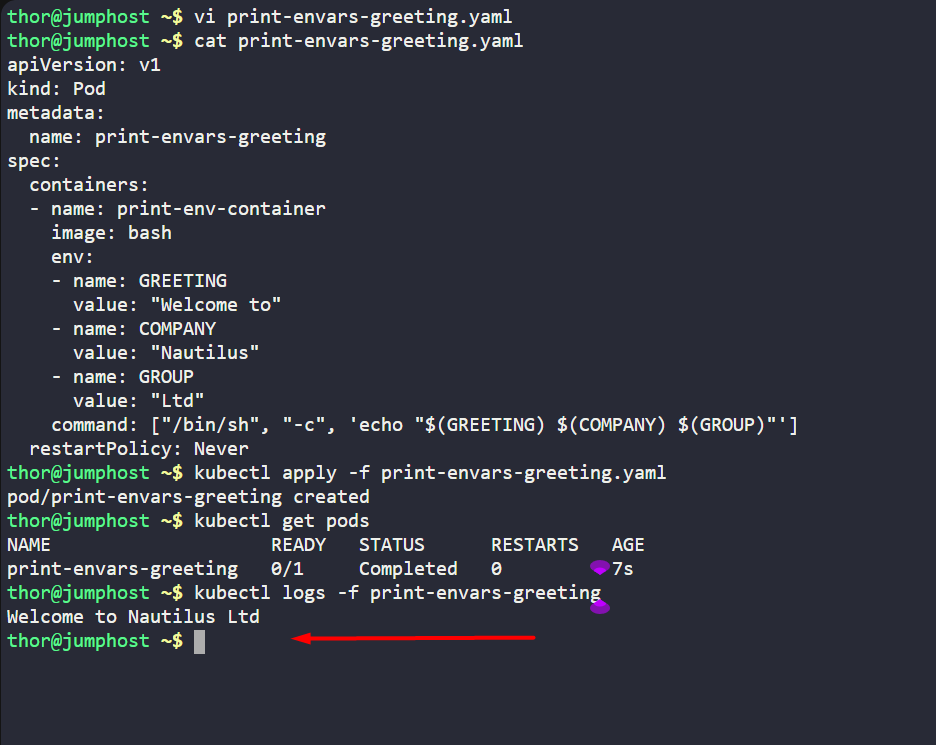 thor@jumphost ~$ vi print-envars-greeting.yaml
thor@jumphost ~$ cat print-envars-greeting.yaml
apiVersion: v1
kind: Pod
metadata:
  name: print-envars-greeting
spec:
  containers:
  - name: print-env-container
    image: bash
    env:
    - name: GREETING
      value: "Welcome to"
    - name: COMPANY
      value: "Nautilus"
    - name: GROUP
      value: "Ltd"
    command: ["/bin/sh", "-c", 'echo "$(GREETING) $(COMPANY) $(GROUP)"']
  restartPolicy: Never
thor@jumphost ~$ kubectl apply -f print-envars-greeting.yaml
pod/print-envars-greeting created
thor@jumphost ~$ kubectl get pods
NAME                    READY   STATUS      RESTARTS   AGE
print-envars-greeting   0/1     Completed   0          7s
thor@jumphost ~$ kubectl logs -f print-envars-greeting
Welcome to Nautilus Ltd
thor@jumphost ~$